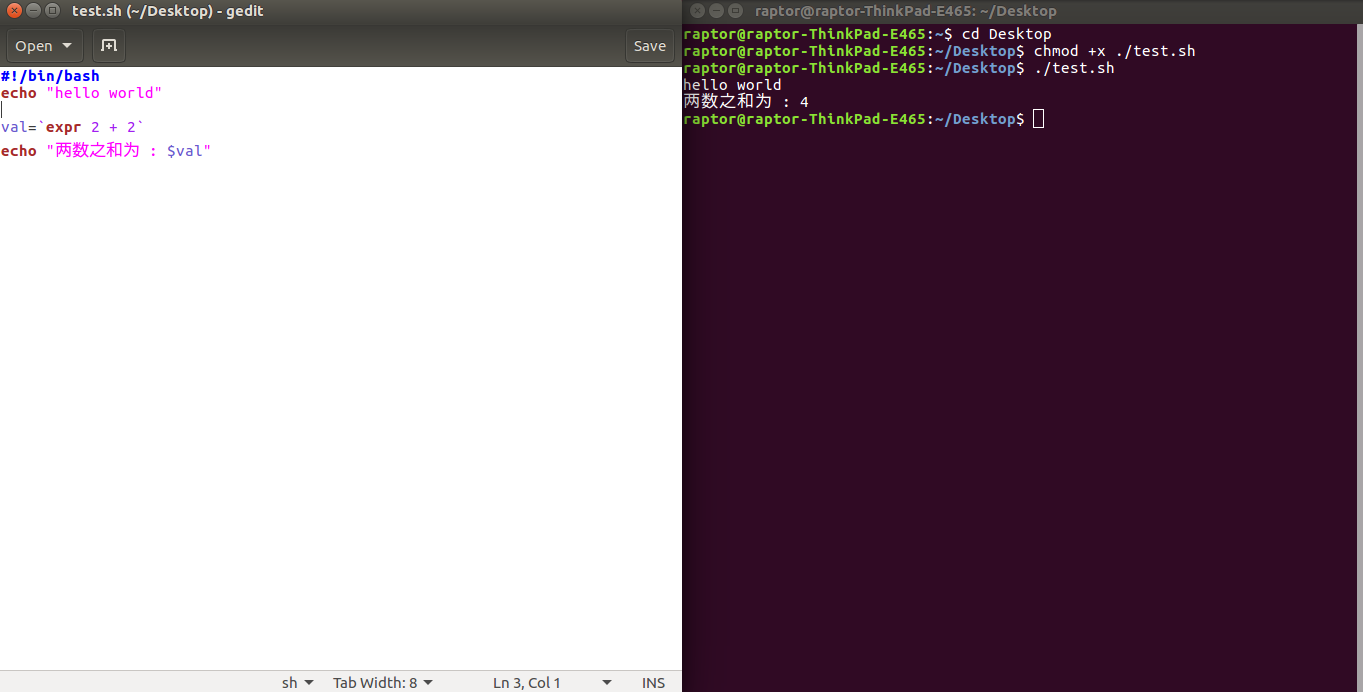 test.sh (~/Desktop) - gedit
Open
Save
#!/bin/bash
echo "hello world"
val=`expr 2 + 2`
echo "两数之和为 : $val"
sh
Tab Width: 8
Ln 3, Col 1
INS
raptor@raptor-ThinkPad-E465: ~/Desktop
raptor@raptor-ThinkPad-E465:~$ cd Desktop
raptor@raptor-ThinkPad-E465:~/Desktop$ chmod +x ./test.sh
raptor@raptor-ThinkPad-E465:~/Desktop$ ./test.sh
hello world
两数之和为 : 4
raptor@raptor-ThinkPad-E465:~/Desktop$